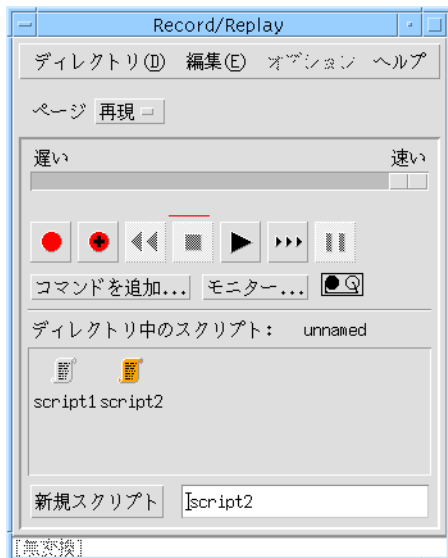 Record/Replay
ディレクトリ(D) 編集(E) オプション ヘルプ
ページ 再現
遅い 速い
コマンドを追加... モニター...
ディレクトリ中のスクリプト: unnamed
script1 script2
新規スクリプト script2
[無変換]